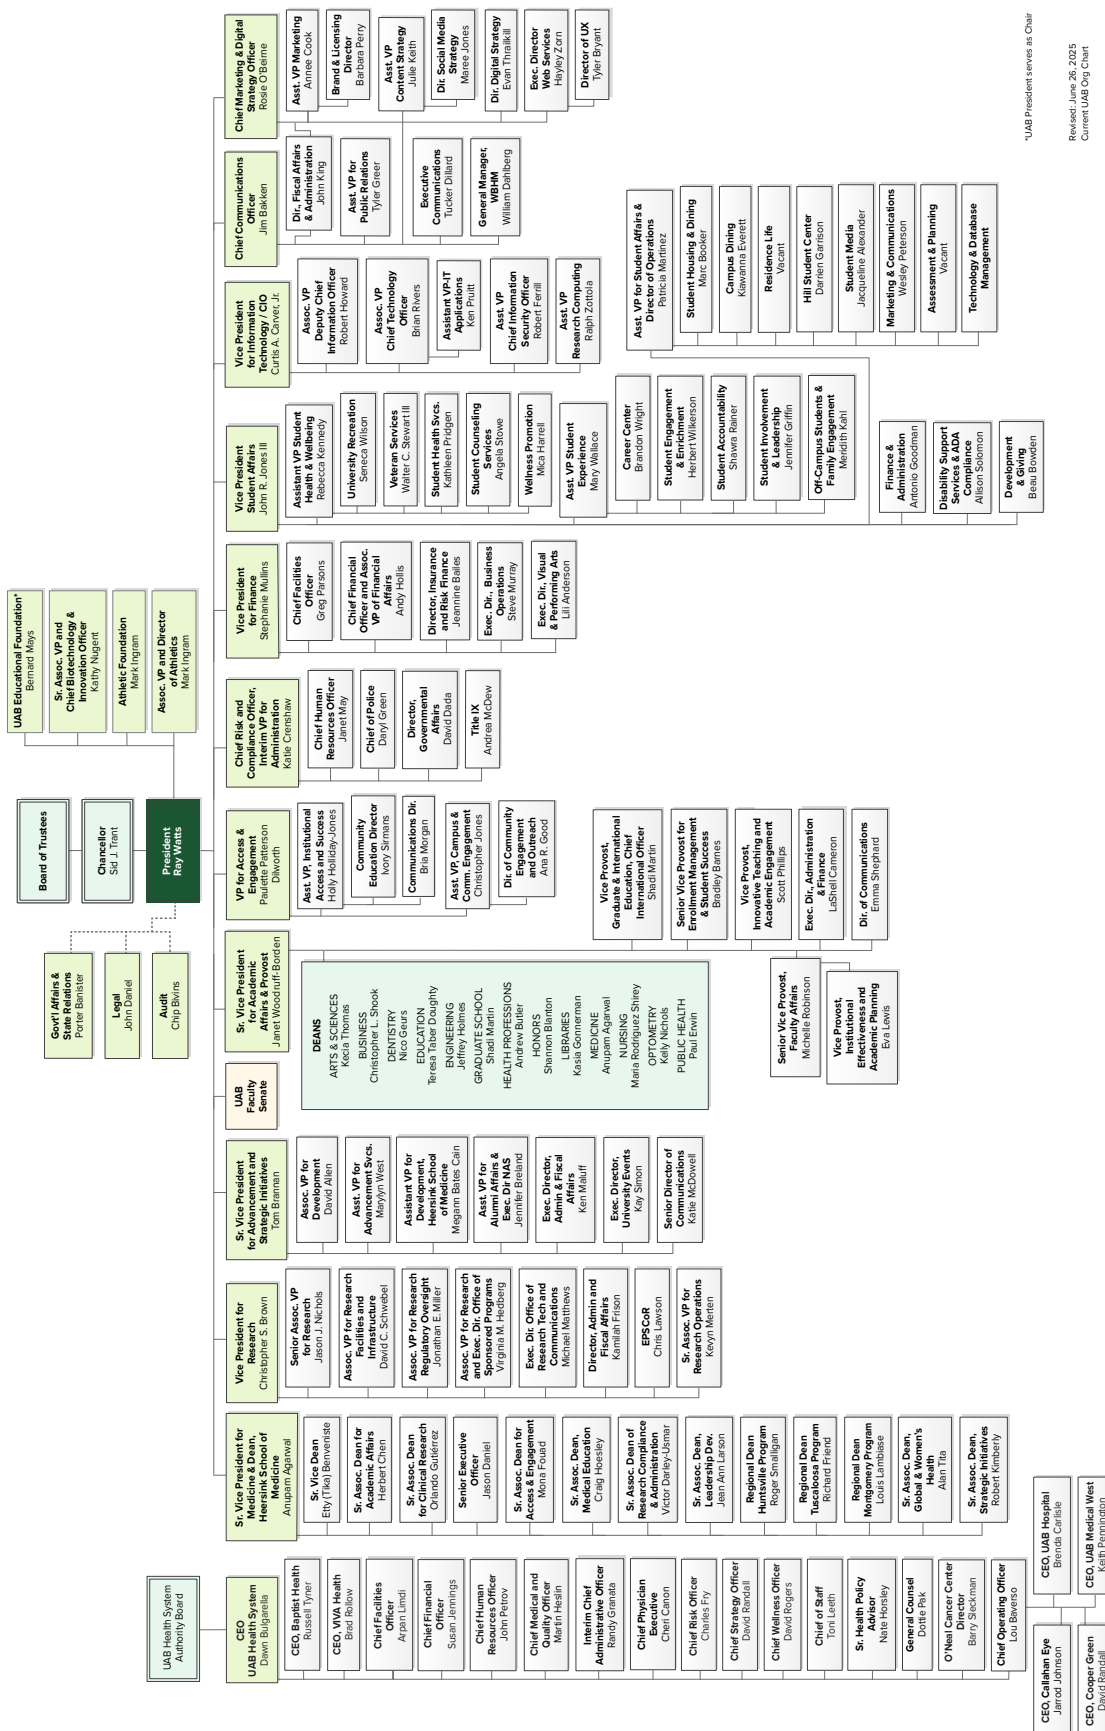 Board of Trustees
Chancellor
Sid J. Trant
President
Ray Watts
Gov't'l Affairs &
State Relations
Porter Banister
Legal
John Daniel
Audit
Chip Bivins
UAB Educational Foundation*
Bernard Mays
Sr. Assoc. VP and
Chief Biotechnology &
Innovation Officer
Kathy Nugent
Athletic Foundation
Mark Ingram
Assoc. VP and Director
of Athletics
Mark Ingram
UAB Health System
Authority Board
CEO
UAB Health System
Dawn Bulgarella
CEO, Baptist Health
Russell Tyner
CEO, VIVA Health
Brad Rollow
Chief Facilities
Officer
Arpan Limdi
Chief Financial
Officer
Susan Jennings
Chief Human
Resources Officer
John Petrov
Chief Medical and
Quality Officer
Martin Heslin
Interim Chief
Administrative Officer
Randy Granata
Chief Physician
Executive
Cheri Canon
Chief Risk Officer
Charles Fry
Chief Strategy Officer
David Randall
Chief Wellness Officer
David Rogers
Chief of Staff
Toni Leeth
Sr. Health Policy
Advisor
Nate Horsley
General Counsel
Dottie Pak
O'Neal Cancer Center
Director
Barry Sleckman
Chief Operating Officer
Lou Baverso
CEO, Callahan Eye
Jarrod Johnson
CEO, UAB Hospital
Brenda Carlisle
CEO, Cooper Green
David Randall
CEO, UAB Medical West
Keith Pennington
Sr. Vice President for
Medicine & Dean,
Heersink School of
Medicine
Anupam Agarwal
Sr. Vice Dean
Etty (Tika) Benveniste
Sr. Assoc. Dean for
Academic Affairs
Herbert Chen
Sr. Assoc. Dean
for Clinical Research
Orlando Gutiérrez
Senior Executive
Officer
Jason Daniel
Sr. Assoc. Dean for
Access & Engagement
Mona Fouad
Sr. Assoc. Dean,
Medical Education
Craig Hoesley
Sr. Assoc. Dean of
Research Compliance
& Administration
Victor Darley-Usmar
Sr. Assoc. Dean,
Leadership Dev.
Jean Ann Larson
Regional Dean
Huntsville Program
Roger Smalligan
Regional Dean
Tuscaloosa Program
Richard Friend
Regional Dean
Montgomery Program
Louis Lambiase
Sr. Assoc. Dean,
Global & Women's
Health
Alan Tita
Sr. Assoc. Dean,
Strategic Initiatives
Robert Kimberly
Vice President for
Research
Christopher S. Brown
Senior Assoc. VP
for Research
Jason J. Nichols
Assoc. VP for Research
Facilities and
Infrastructure
David C. Schwebel
Assoc. VP for Research
Regulatory Oversight
Jonathan E. Miller
Assoc. VP for Research
and Exec. Dir. Office of
Sponsored Programs
Virginia M. Hedberg
Exec. Dir. Office of
Research Tech and
Communications
Michael Matthews
Director, Admin and
Fiscal Affairs
Kamilah Frison
EPSCoR
Chris Lawson
Sr. Assoc. VP for
Research Operations
Kevyn Merten
Sr. Vice President
for Advancement and
Strategic Initiatives
Tom Brannan
Assoc. VP for
Development
David Allen
Asst. VP for
Advancement Svcs.
Marylyn West
Assistant VP for
Development,
Heersink School
of Medicine
Megann Bates Cain
Asst. VP for
Alumni Affairs &
Exec. Dir NAS
Jennifer Breland
Exec. Director,
Admin & Fiscal
Affairs
Ken Maluff
Exec. Director,
University Events
Kay Simon
Senior Director of
Communications
Katie McDowell
UAB
Faculty
Senate
Sr. Vice President
for Academic
Affairs & Provost
Janet Woodruff-Borden
DEANS
ARTS & SCIENCES
Kecia Thomas
BUSINESS
Christopher L. Shook
DENTISTRY
Nico Geurs
EDUCATION
Teresa Taber Doughty
ENGINEERING
Jeffrey Holmes
GRADUATE SCHOOL
Shadi Martin
HEALTH PROFESSIONS
Andrew Butler
HONORS
Shannon Blanton
LIBRARIES
Kasia Gonnerman
MEDICINE
Anupam Agarwal
NURSING
Maria Rodriguez Shirey
OPTOMETRY
Kelly Nichols
PUBLIC HEALTH
Paul Erwin
Vice Provost,
Graduate & International
Education, Chief
International Officer
Shadi Martin
Senior Vice Provost for
Enrollment Management
& Student Success
Bradley Barnes
Vice Provost,
Innovative Teaching and
Academic Engagement
Scott Phillips
Exec. Dir, Administration
& Finance
LaShell Cameron
Dir. of Communications
Emma Shephard
Senior Vice Provost,
Faculty Affairs
Michelle Robinson
Vice Provost,
Institutional
Effectiveness and
Academic Planning
Eva Lewis
VP for Access &
Engagement
Paulette Patterson
Dilworth
Asst. VP, Institutional
Access and Success
Holly Holliday-Jones
Community
Education Director
Ivory Sirmans
Communications Dir.
Bria Morgan
Asst. VP, Campus &
Comm. Engagement
Christopher Jones
Dir. of Community
Engagement
and Outreach
Ana R. Good
Chief Risk and
Compliance Officer,
Interim VP for
Administration
Katie Crenshaw
Chief Human
Resources Officer
Janet May
Chief of Police
Daryl Green
Director,
Governmental
Affairs
David Dada
Title IX
Andrea McDew
Vice President
for Finance
Stephanie Mullins
Chief Facilities
Officer
Greg Parsons
Chief Financial
Officer and Assoc.
VP of Financial
Affairs
Andy Hollis
Director, Insurance
and Risk Finance
Jeannine Bailes
Exec. Dir., Business
Operations
Steve Murray
Exec. Dir., Visual
& Performing Arts
Lili Anderson
Vice President
Student Affairs
John R. Jones III
Assistant VP Student
Health & Wellbeing
Rebecca Kennedy
University Recreation
Seneca Wilson
Veteran Services
Walter C. Stewart III
Student Health Svcs.
Kathleen Pridgen
Student Counseling
Services
Angela Stowe
Wellness Promotion
Mica Harrell
Asst. VP Student
Experience
Mary Wallace
Career Center
Brandon Wright
Student Engagement
& Enrichment
Herbert Wilkerson
Student Accountability
Shawra Rainer
Student Involvement
& Leadership
Jennifer Griffin
Off-Campus Students &
Family Engagement
Meridith Kahl
Finance &
Administration
Antonio Goodman
Disability Support
Services & ADA
Compliance
Allison Solomon
Development
& Giving
Beau Bowden
Asst. VP for Student Affairs &
Director of Operations
Patricia Martinez
Student Housing & Dining
Marc Booker
Campus Dining
Kiawanna Everett
Residence Life
Vacant
Hill Student Center
Darrien Garrison
Student Media
Jacqueline Alexander
Marketing & Communications
Wesley Peterson
Assessment & Planning
Vacant
Technology & Database
Management
Vice President
for Information
Technology / CIO
Curtis A. Carver, Jr.
Assoc. VP
Deputy Chief
Information Officer
Robert Howard
Assoc. VP
Chief Technology
Officer
Brian Rivers
Assistant VP-IT
Applications
Ken Pruitt
Asst. VP
Chief Information
Security Officer
Robert Ferrill
Asst. VP
Research Computing
Ralph Zottola
Chief Communications
Officer
Jim Bakken
Dir., Fiscal Affairs
& Administration
John King
Asst. VP for
Public Relations
Tyler Greer
Executive
Communications
Tucker Dillard
General Manager,
WBHM
William Dahlberg
Chief Marketing & Digital
Strategy Officer
Rosie O'Beirne
Asst. VP Marketing
Annee Cook
Brand & Licensing
Director
Barbara Perry
Asst. VP
Content Strategy
Julie Keith
Dir. Social Media
Strategy
Maree Jones
Dir. Digital Strategy
Evan Thrailkill
Exec. Director
Web Services
Hayley Zorn
Director of UX
Tyler Bryant
*UAB President serves as Chair
Revised: June 26, 2025
Current UAB Org Chart